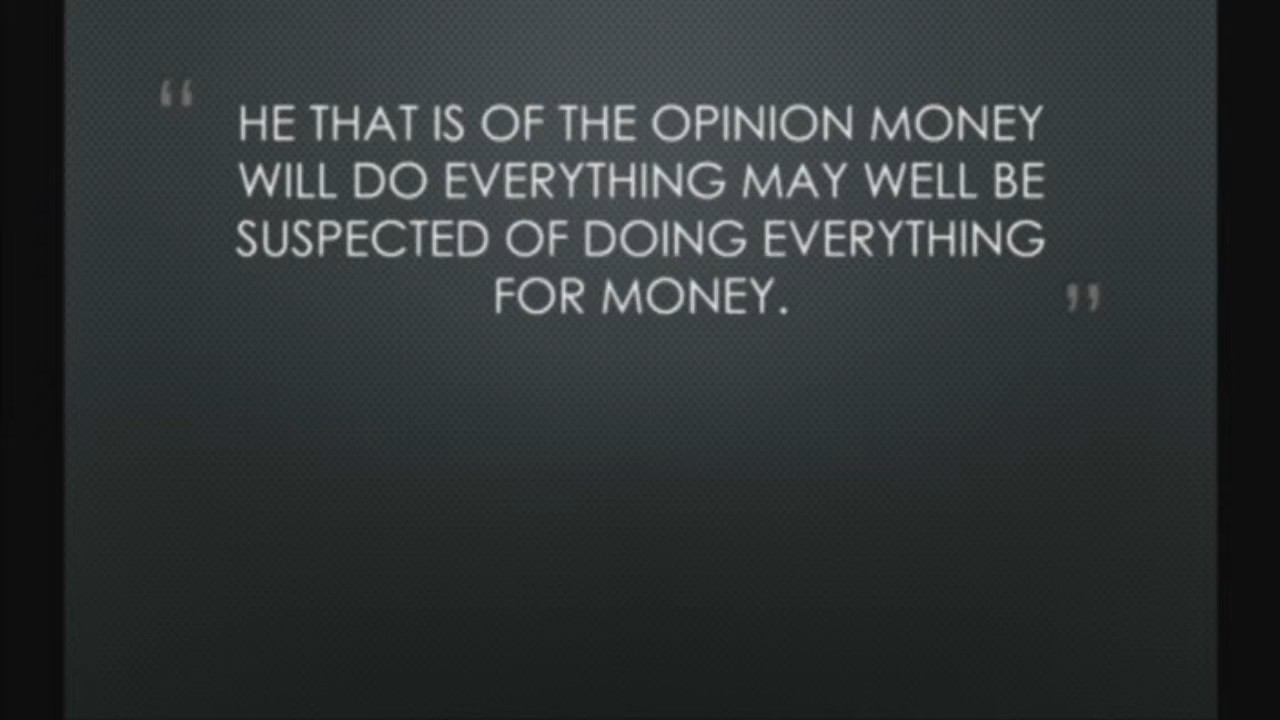 “ HE THAT IS OF THE OPINION MONEY
WILL DO EVERYTHING MAY WELL BE
SUSPECTED OF DOING EVERYTHING
FOR MONEY. ”